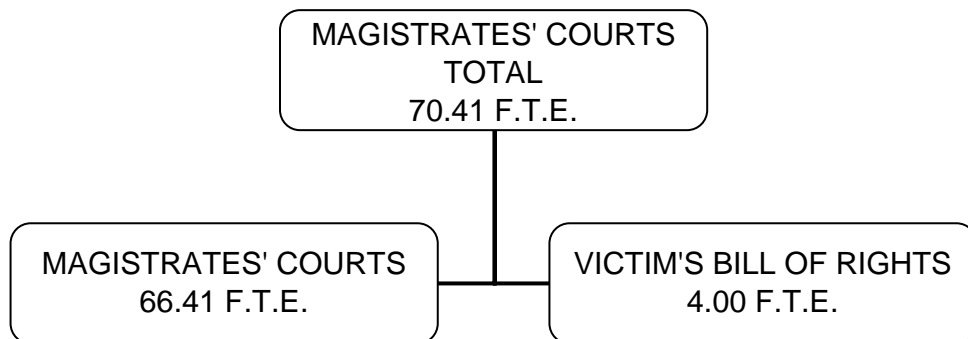 MAGISTRATES' COURTS
TOTAL
70.41 F.T.E.
MAGISTRATES' COURTS
66.41 F.T.E.
VICTIM'S BILL OF RIGHTS
4.00 F.T.E.